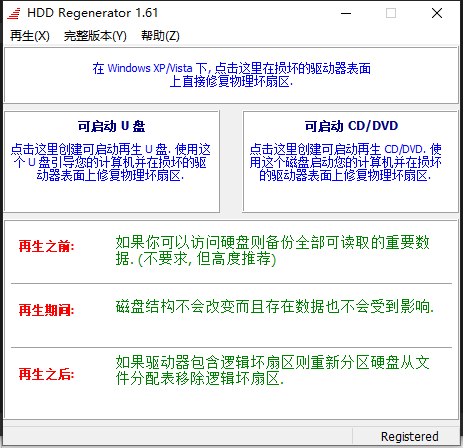 HDD Regenerator 1.61
再生(X) 完整版本(Y) 帮助(Z)
在 Windows XP/Vista 下, 点击这里在损坏的驱动器表面
上直接修复物理坏扇区.
可启动 U 盘
点击这里创建可启动再生 U 盘. 使用这
个 U 盘引导您的计算机并在损坏的驱
动器表面上修复物理坏扇区.
可启动 CD/DVD
点击这里创建可启动再生 CD/DVD. 使
用这个磁盘启动您的计算机并在损坏
的驱动器表面上修复物理坏扇区.
再生之前:
如果你可以访问硬盘则备份全部可读取的重要数
据. (不要求, 但高度推荐)
再生期间:
磁盘结构不会改变而且存在数据也不会受到影响.
再生之后:
如果驱动器包含逻辑坏扇区则重新分区硬盘从文
件分配表移除逻辑坏扇区.
Registered